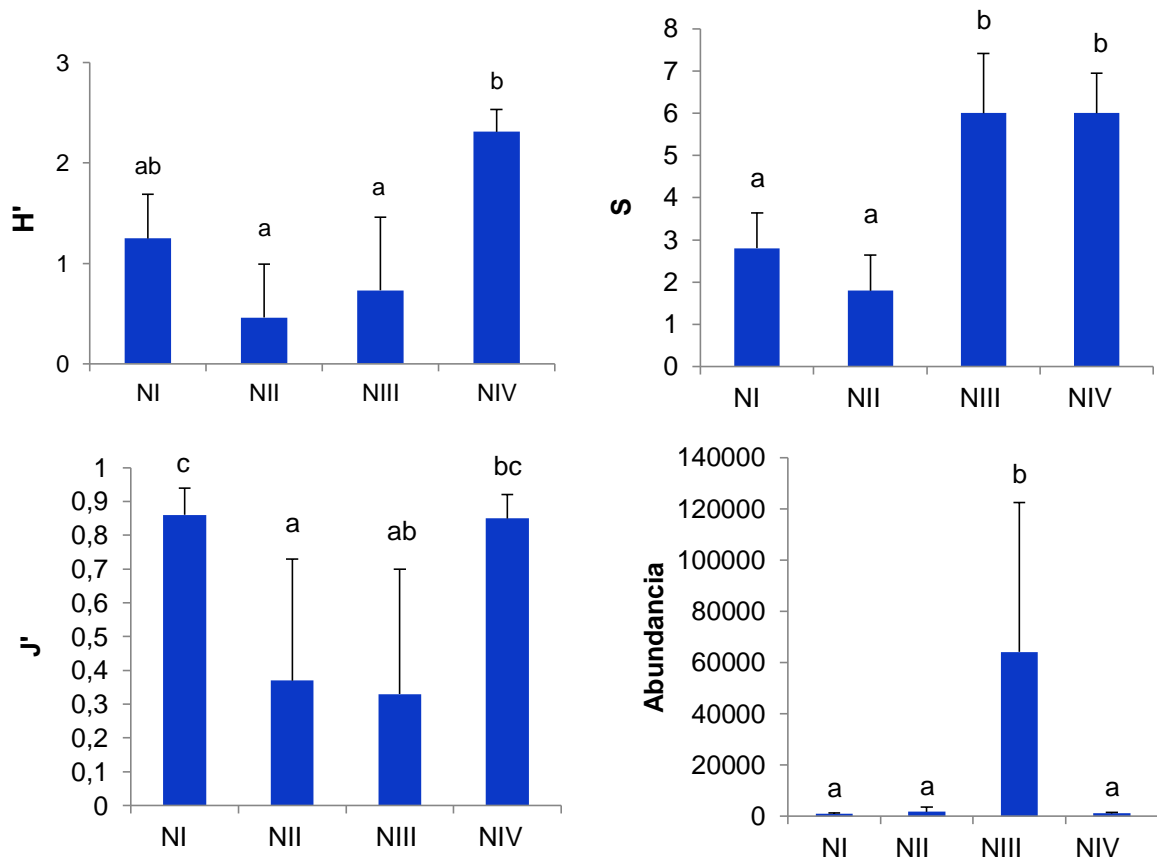 H'
3
2
1
0
ab
a
a
b
NI NII NIII NIV
S
8
7
6
5
4
3
2
1
0
a
a
b
b
NI NII NIII NIV
J'
1
0,9
0,8
0,7
0,6
0,5
0,4
0,3
0,2
0,1
0
c
a
ab
bc
NI NII NIII NIV
Abundancia
140000
120000
100000
80000
60000
40000
20000
0
a
a
b
a
NI NII NIII NIV